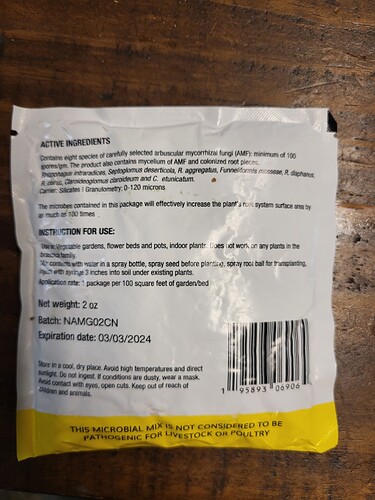 ACTIVE INGREDIENTS
Contains eight species of carefully selected arbuscular mycorrhizal fungi (AMF): minimum of 100
spores/gm. The product also contains mycelium of AMF and colonized root pieces.
Rhizophagus intraradices, Septoglomus deserticola, R. aggregatus, Funneliformis mosseae, R. diaphanus,
R. clarus, Claroideoglomus claroideum and C. etunicatum.
Carrier: Silicates I Granulometry: 0-120 microns
The microbes contained in this package will effectively increase the plant's root system surface area by
as much as 100 times
INSTRUCTION FOR USE:
Use in Vegetable gardens, flower beds and pots, indoor plants. Does not work on any plants in the
brassica family.
contents with water in a spray bottle, spray seed before planting, spray root ball for transplanting,
inject with syringe 3 inches into soil under existing plants.
Application rate: 1 package per 100 square feet of garden/bed
Net weight: 2 oz
Batch: NAMG02CN
Expiration date: 03/03/2024
Store in a cool, dry place. Avoid high temperatures and direct
sunlight. Do not ingest. If conditions are dusty, wear a mask.
Avoid contact with eyes, open cuts. Keep out of reach of
children and animals.
1 95893 06906
THIS MICROBIAL MIX IS NOT CONSIDERED TO BE
PATHOGENIC FOR LIVESTOCK OR POULTRY